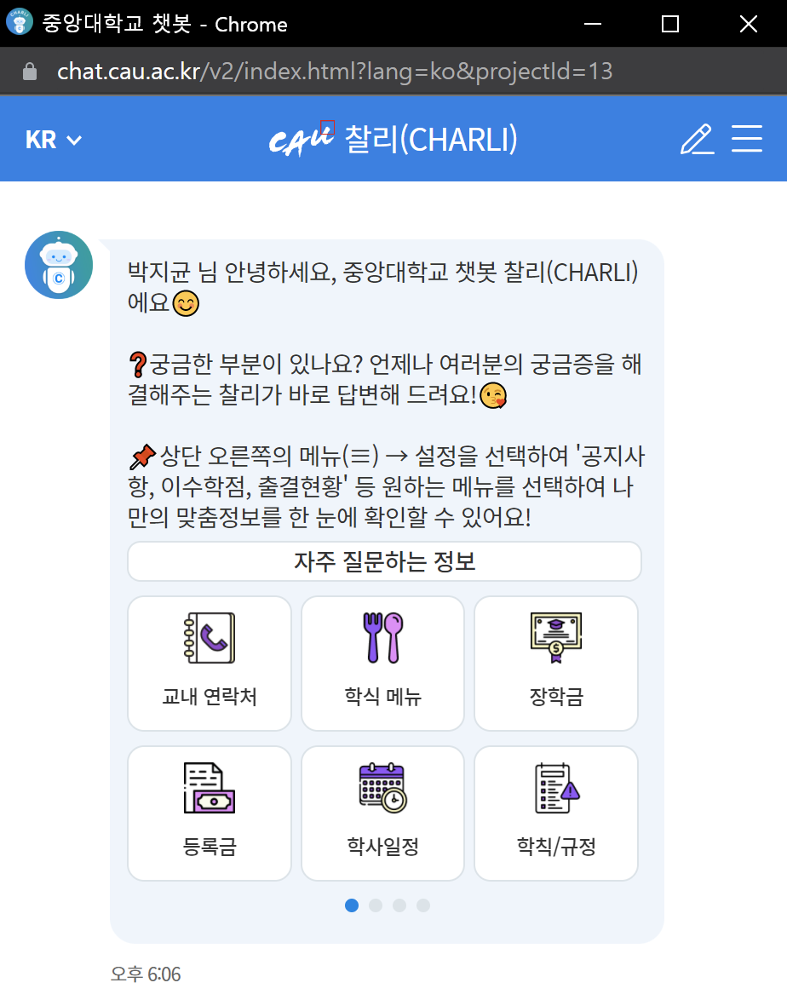 중앙대학교 챗봇 - Chrome
chat.cau.ac.kr/v2/index.html?lang=ko&projectId=13
KR
CAU 찰리(CHARLI)
박지균 님 안녕하세요, 중앙대학교 챗봇 찰리(CHARLI)
에요😊
❓궁금한 부분이 있나요? 언제나 여러분의 궁금증을 해
결해주는 찰리가 바로 답변해 드려요!😘
📌상단 오른쪽의 메뉴(≡) → 설정을 선택하여 '공지사
항, 이수학점, 출결현황' 등 원하는 메뉴를 선택하여 나
만의 맞춤정보를 한 눈에 확인할 수 있어요!
자주 질문하는 정보
교내 연락처
학식 메뉴
장학금
등록금
학사일정
학칙/규정
오후 6:06